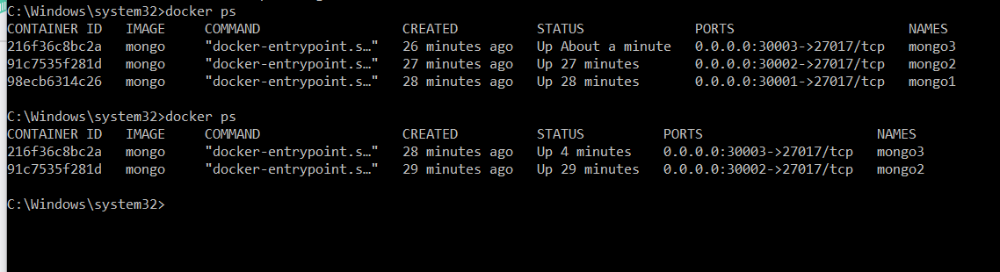 C:\Windows\system32>docker ps
CONTAINER ID   IMAGE     COMMAND                  CREATED          STATUS              PORTS                      NAMES
216f36c8bc2a   mongo     "docker-entrypoint.s…"   26 minutes ago   Up About a minute   0.0.0.0:30003->27017/tcp   mongo3
91c7535f281d   mongo     "docker-entrypoint.s…"   27 minutes ago   Up 27 minutes       0.0.0.0:30002->27017/tcp   mongo2
98ecb6314c26   mongo     "docker-entrypoint.s…"   28 minutes ago   Up 28 minutes       0.0.0.0:30001->27017/tcp   mongo1
C:\Windows\system32>docker ps
CONTAINER ID   IMAGE     COMMAND                  CREATED          STATUS          PORTS                      NAMES
216f36c8bc2a   mongo     "docker-entrypoint.s…"   28 minutes ago   Up 4 minutes    0.0.0.0:30003->27017/tcp   mongo3
91c7535f281d   mongo     "docker-entrypoint.s…"   29 minutes ago   Up 29 minutes   0.0.0.0:30002->27017/tcp   mongo2
C:\Windows\system32>